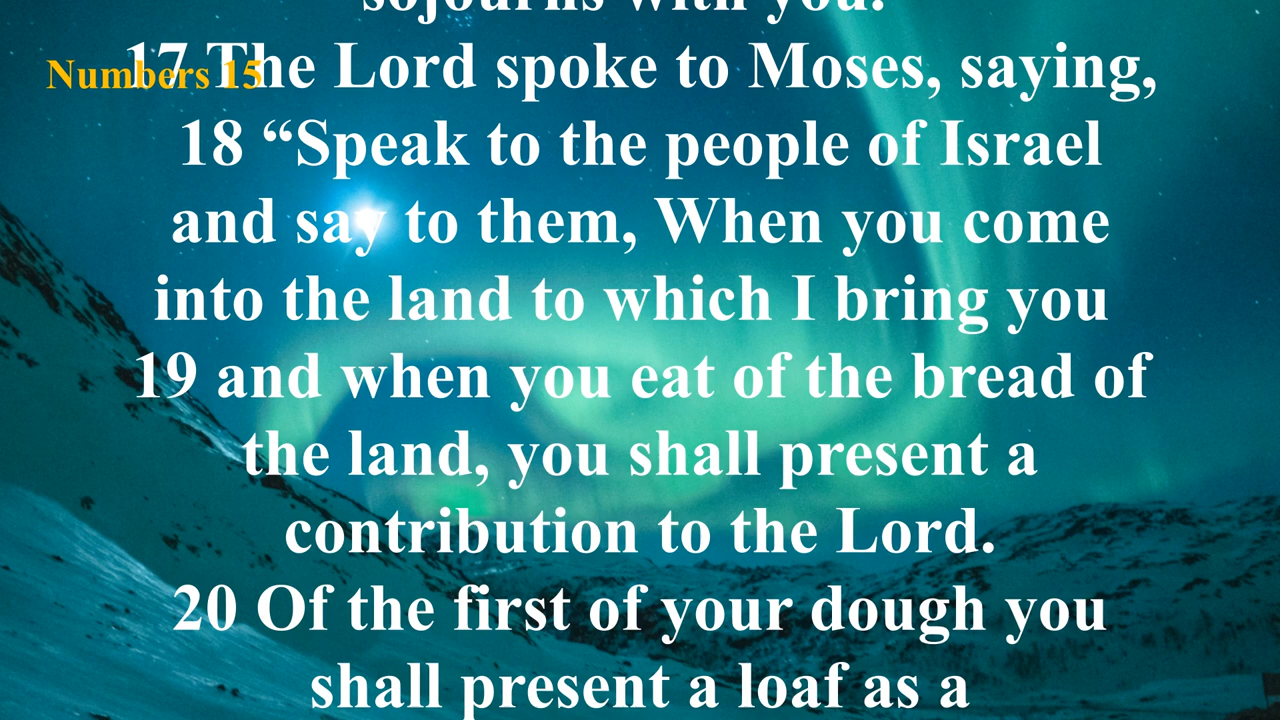 sojourns with you.
Numbers 15
17 The Lord spoke to Moses, saying,
18 “Speak to the people of Israel
and say to them, When you come
into the land to which I bring you
19 and when you eat of the bread of
the land, you shall present a
contribution to the Lord.
20 Of the first of your dough you
shall present a loaf as a